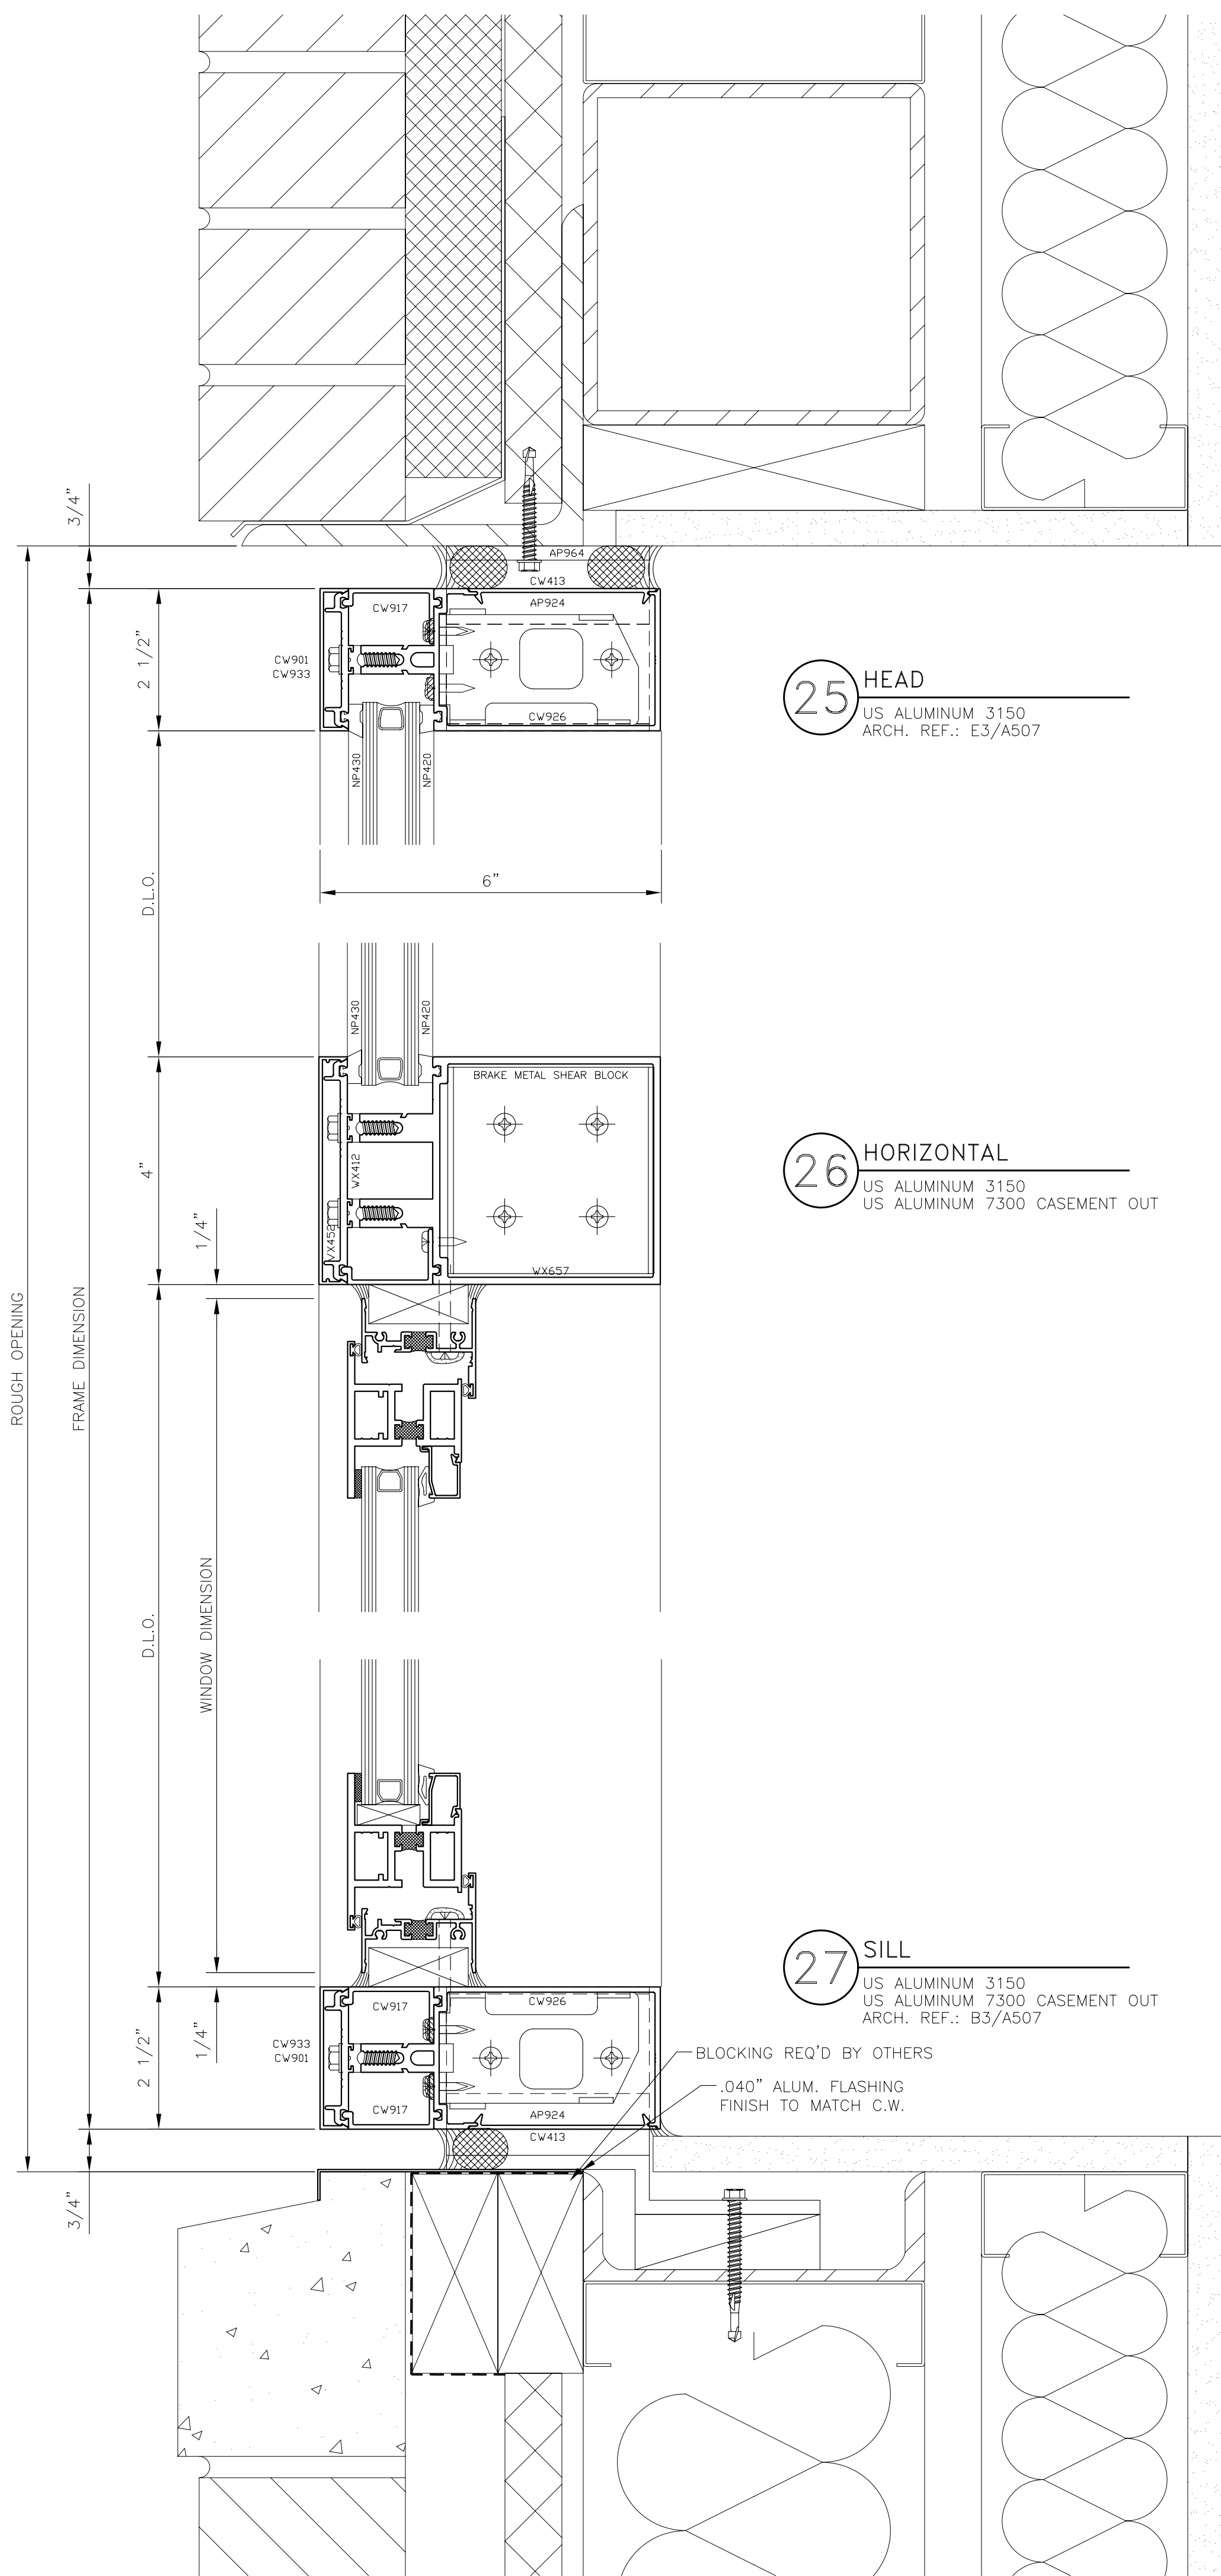 3/4"
AP964
CW413
AP924
CW917
2 1/2"
CW901
CW933
CW926
25
HEAD
US ALUMINUM 3150
ARCH. REF.: E3/A507
NP430
NP420
6"
D.L.O.
NP430
NP420
BRAKE METAL SHEAR BLOCK
4"
WX412
26
HORIZONTAL
US ALUMINUM 3150
US ALUMINUM 7300 CASEMENT OUT
1/4"
WX657
ROUGH OPENING
FRAME DIMENSION
D.L.O.
WINDOW DIMENSION
27
SILL
US ALUMINUM 3150
US ALUMINUM 7300 CASEMENT OUT
ARCH. REF.: B3/A507
CW917
CW926
2 1/2"
1/4"
CW933
CW901
BLOCKING REQ'D BY OTHERS
.040" ALUM. FLASHING
FINISH TO MATCH C.W.
CW917
AP924
CW413
3/4"